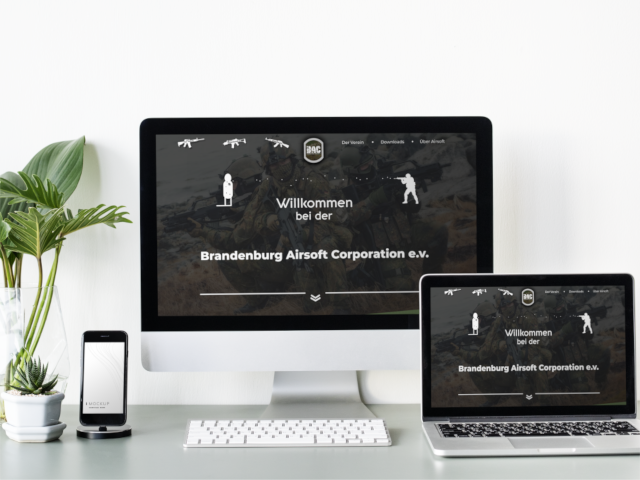 BAC
Der Verein • Downloads • Über Airsoft
Willkommen
bei der
Brandenburg Airsoft Corporation e.v.
BAC
Der Verein • Downloads • Über Airsoft
Willkommen
bei der
Brandenburg Airsoft Corporation e.v.